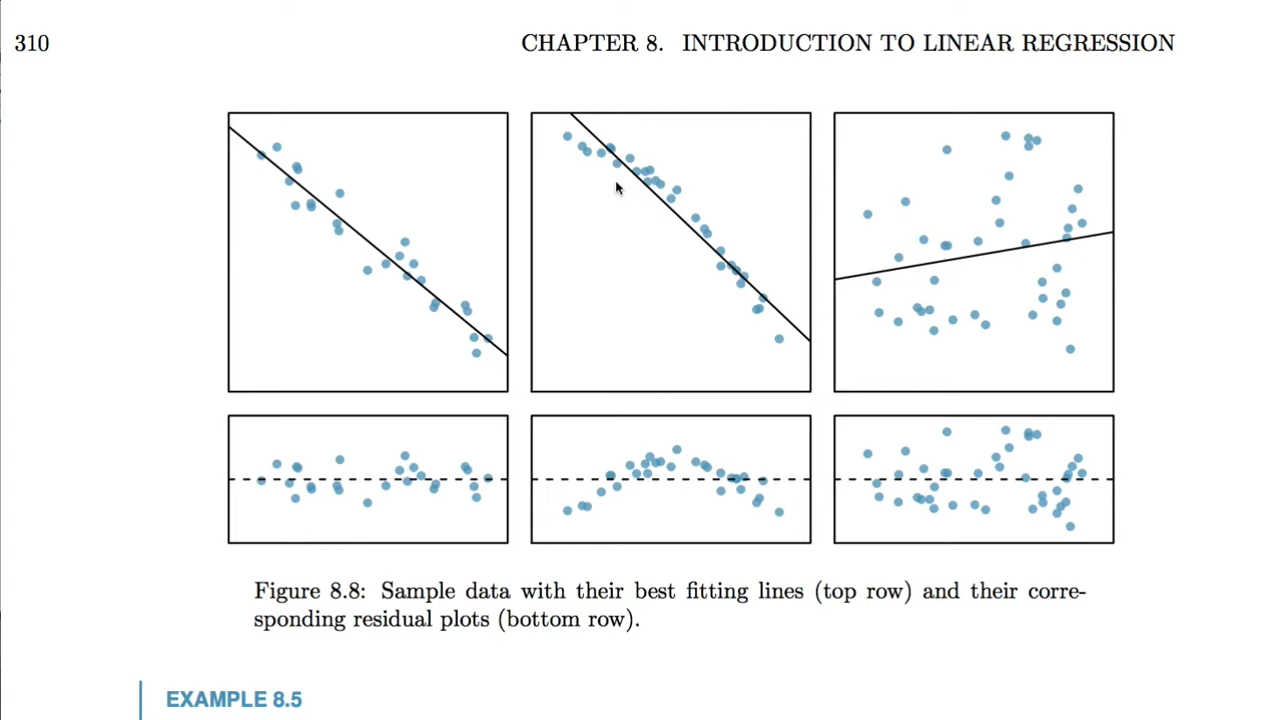 310
CHAPTER 8. INTRODUCTION TO LINEAR REGRESSION
Figure 8.8: Sample data with their best fitting lines (top row) and their corre-
sponding residual plots (bottom row).
EXAMPLE 8.5